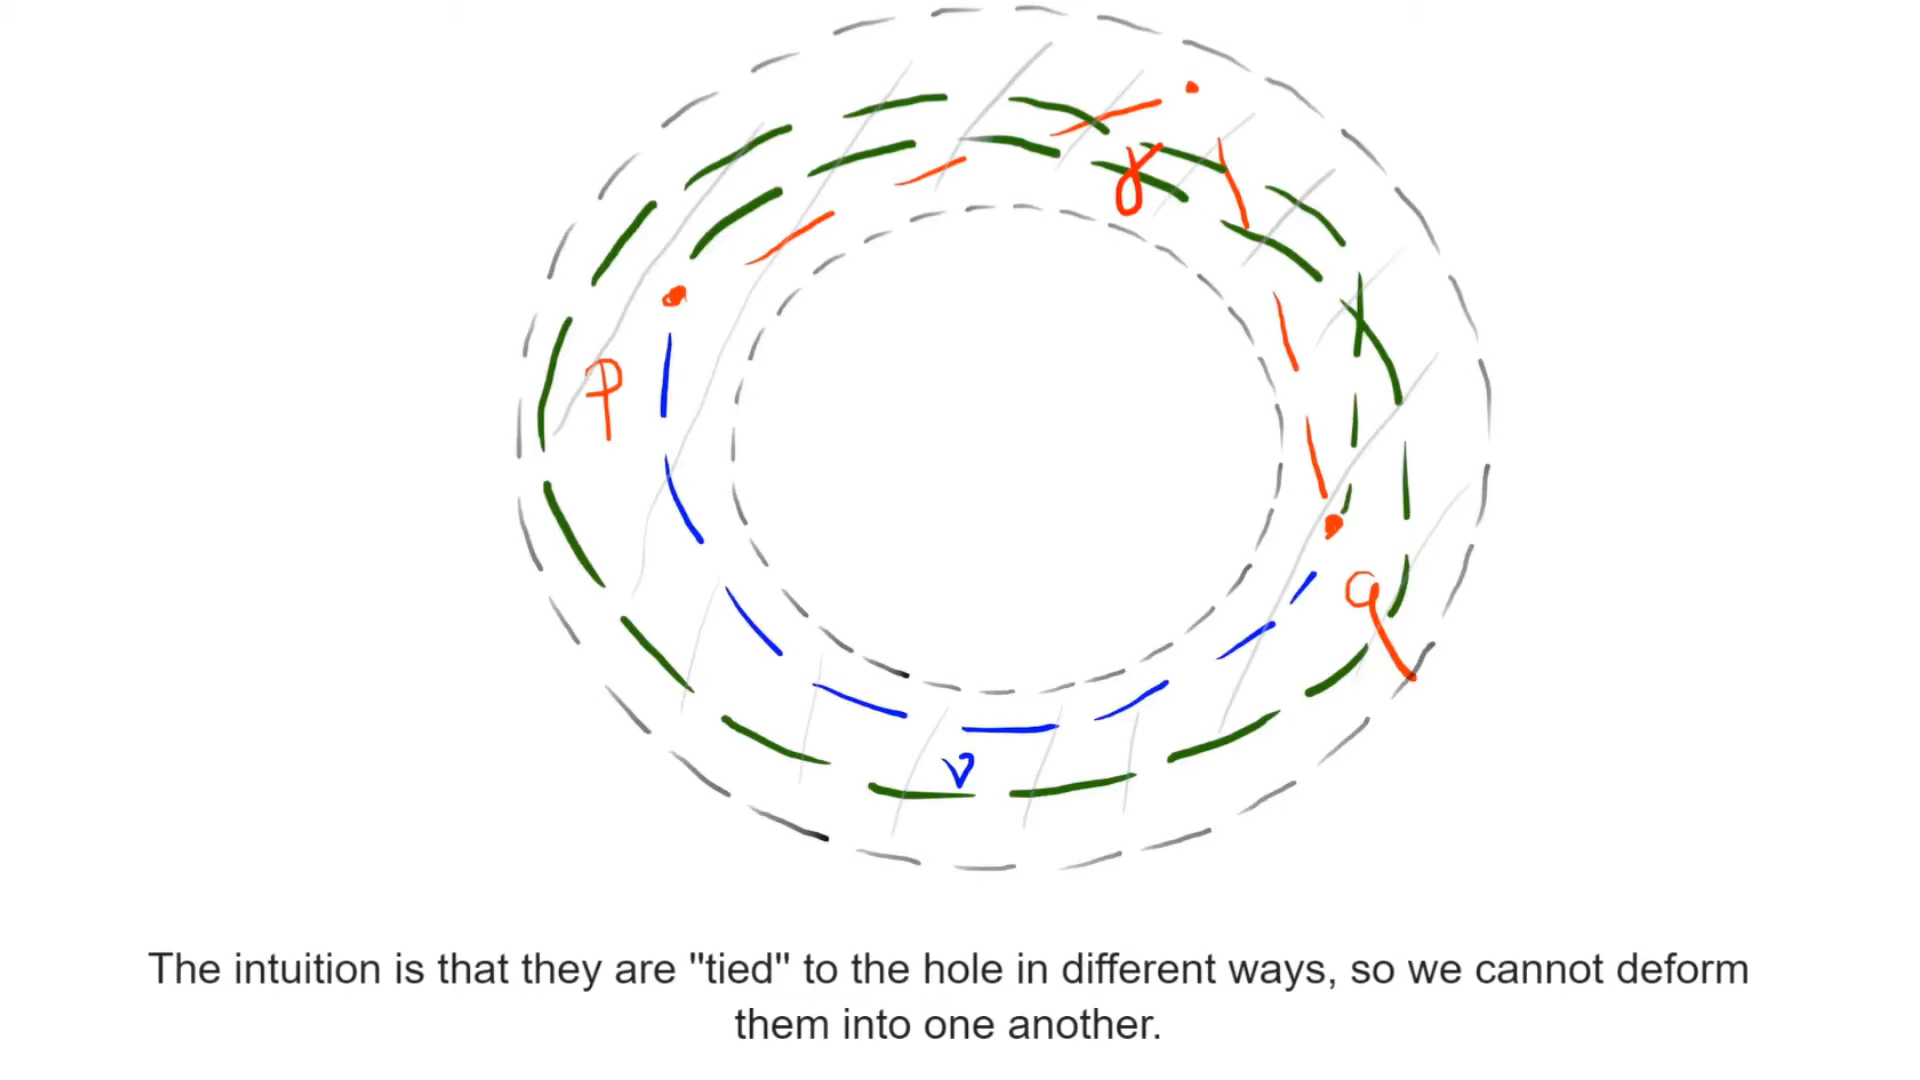 γ
p
q
ν
The intuition is that they are "tied" to the hole in different ways, so we cannot deform
them into one another.